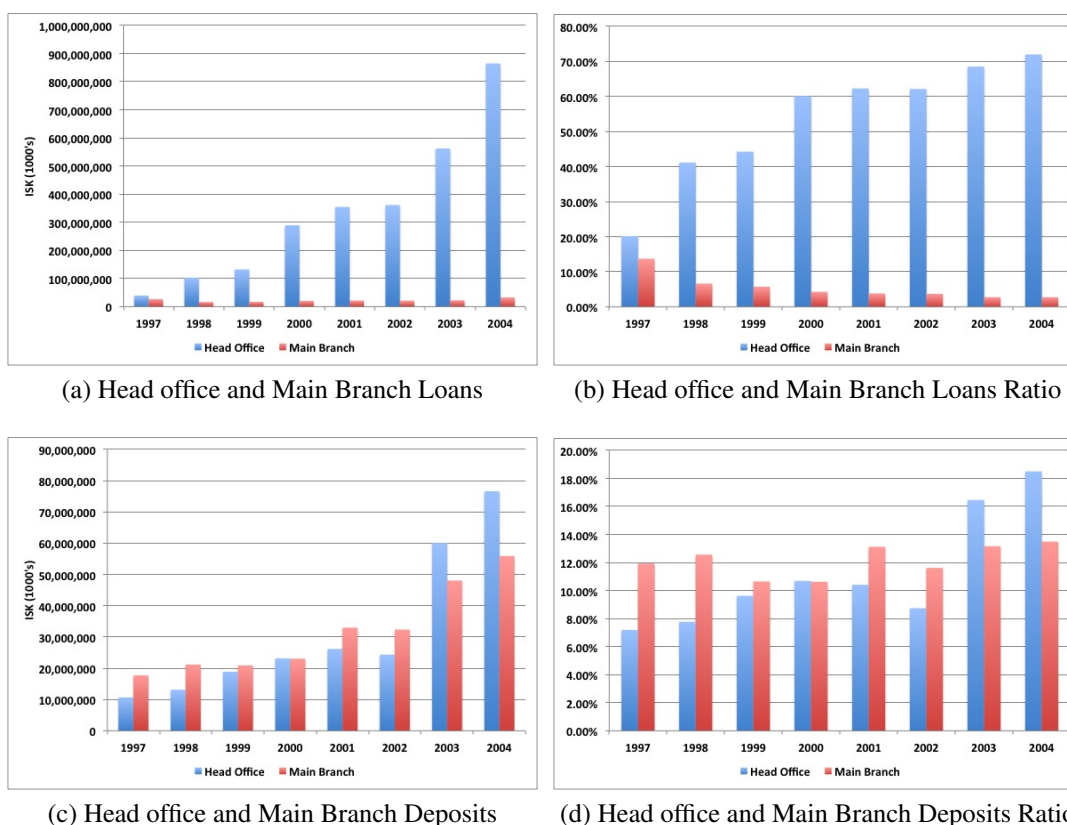 1,000,000,000
900,000,000
800,000,000
700,000,000
600,000,000
500,000,000
400,000,000
300,000,000
200,000,000
100,000,000
0
ISK (1000's)
1997 1998 1999 2000 2001 2002 2003 2004
Head Office Main Branch
(a) Head office and Main Branch Loans
80.00%
70.00%
60.00%
50.00%
40.00%
30.00%
20.00%
10.00%
0.00%
1997 1998 1999 2000 2001 2002 2003 2004
Head Office Main Branch
(b) Head office and Main Branch Loans Ratio
90,000,000
80,000,000
70,000,000
60,000,000
50,000,000
40,000,000
30,000,000
20,000,000
10,000,000
0
ISK (1000's)
1997 1998 1999 2000 2001 2002 2003 2004
Head Office Main Branch
(c) Head office and Main Branch Deposits
20.00%
18.00%
16.00%
14.00%
12.00%
10.00%
8.00%
6.00%
4.00%
2.00%
0.00%
1997 1998 1999 2000 2001 2002 2003 2004
Head Office Main Branch
(d) Head office and Main Branch Deposits Ratio